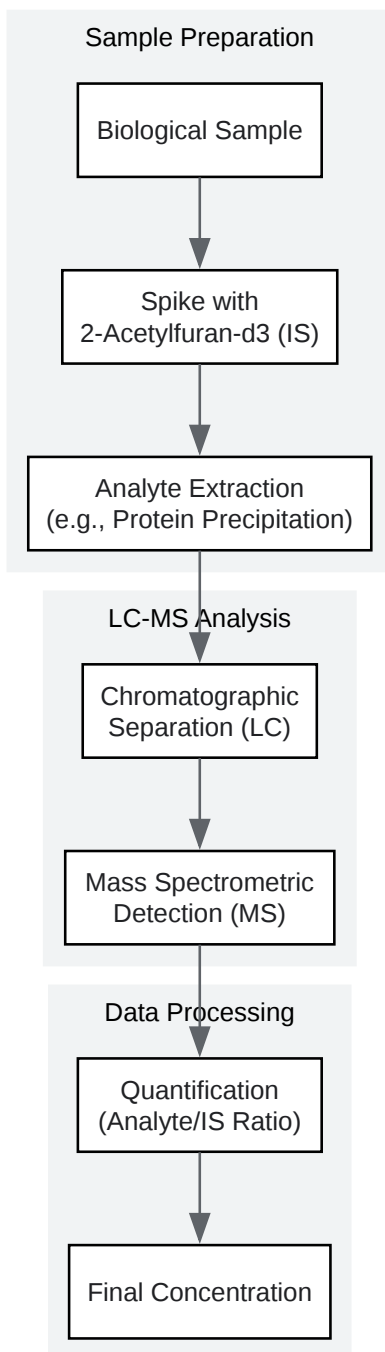 Sample Preparation
Biological Sample
Spike with
2-Acetylfuran-d3 (IS)
Analyte Extraction
(e.g., Protein Precipitation)
LC-MS Analysis
Chromatographic
Separation (LC)
Mass Spectrometric
Detection (MS)
Data Processing
Quantification
(Analyte/IS Ratio)
Final Concentration